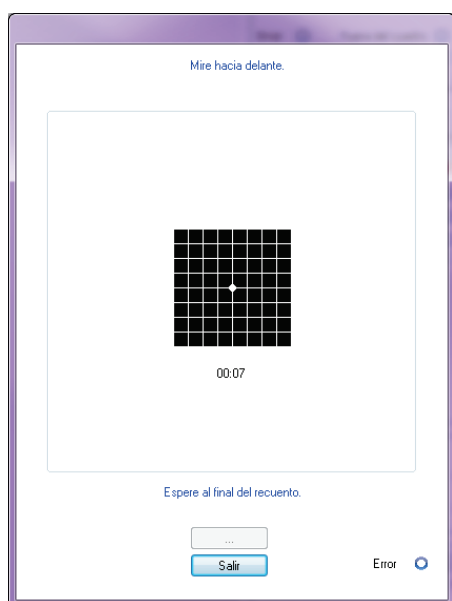 Mire hacia delante.
00:07
Espere al final del recuento.
...
Salir
Error